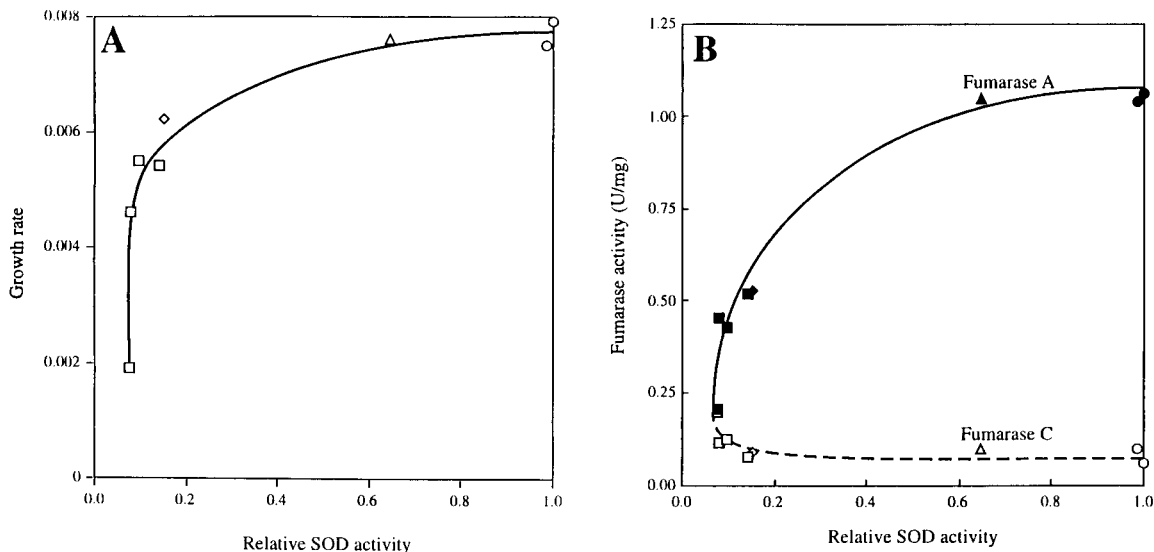 A
0.008
0.006
0.004
0.002
0
Growth rate
0.0
0.2
0.4
0.6
0.8
1.0
Relative SOD activity
B
1.25
1.00
0.75
0.50
0.25
0.00
Fumarase activity (U/mg)
Fumarase A
Fumarase C
0.0
0.2
0.4
0.6
0.8
1.0
Relative SOD activity